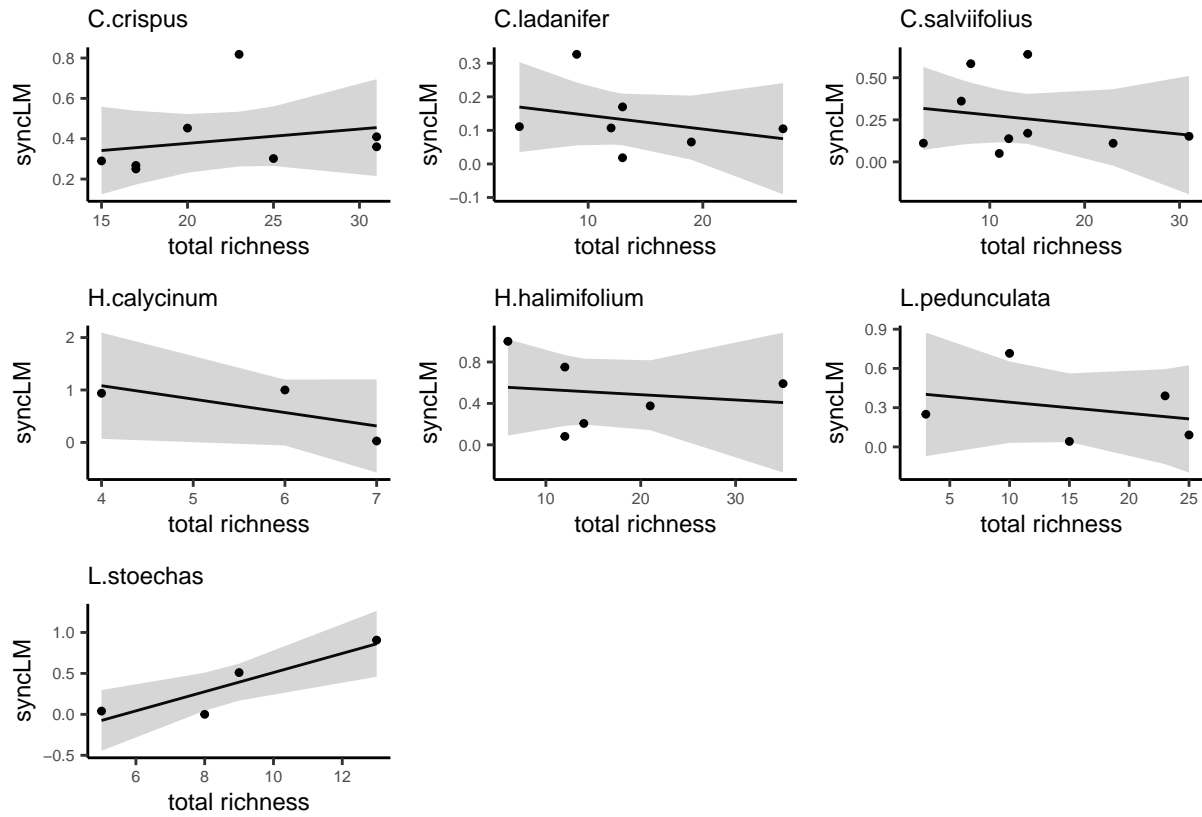 C.crispus
0.8
0.6
0.4
0.2
syncLM
15 20 25 30
total richness
C.ladanifer
0.3
0.2
0.1
0.0
−0.1
syncLM
10 20
total richness
C.salviifolius
0.50
0.25
0.00
syncLM
10 20 30
total richness
H.calycinum
2
1
0
syncLM
4 5 6 7
total richness
H.halimifolium
0.8
0.4
0.0
syncLM
10 20 30
total richness
L.pedunculata
0.9
0.6
0.3
0.0
syncLM
5 10 15 20 25
total richness
L.stoechas
1.0
0.5
0.0
−0.5
syncLM
6 8 10 12
total richness